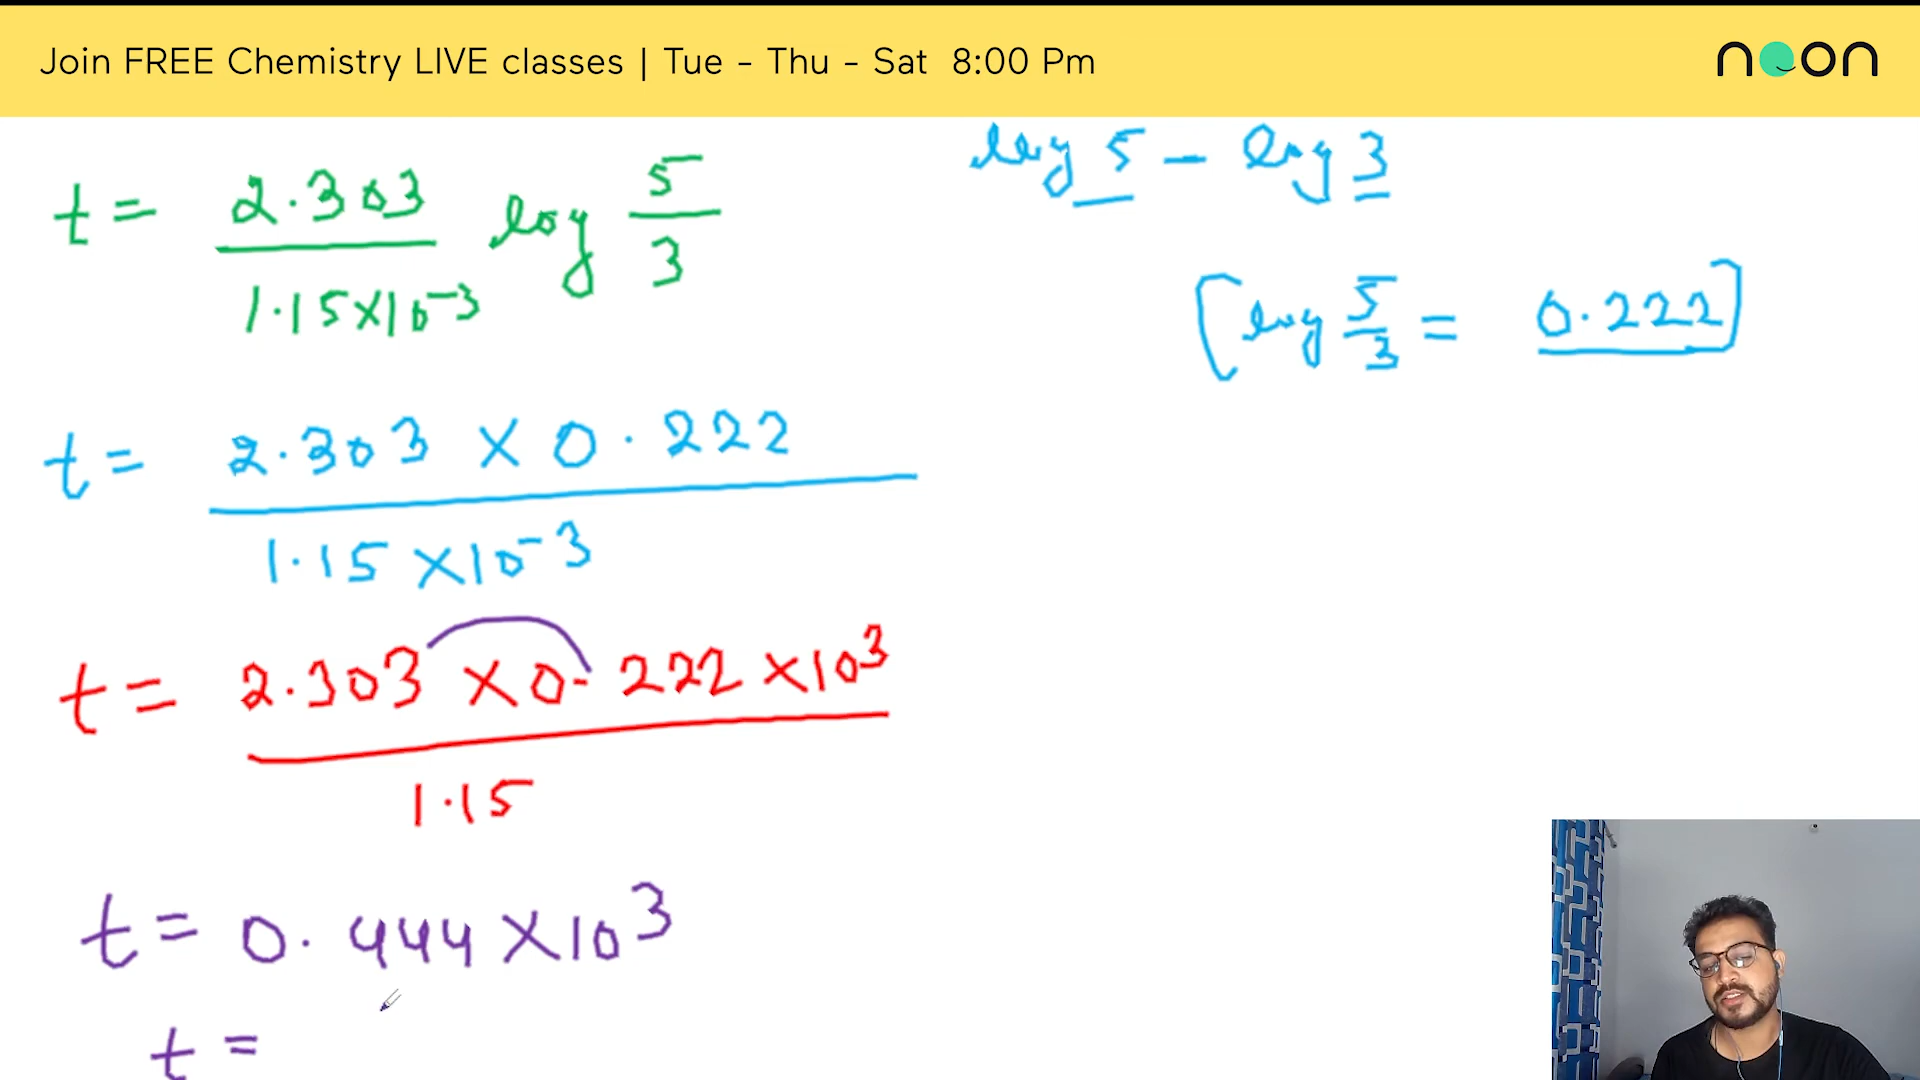 Join FREE Chemistry LIVE classes | Tue - Thu - Sat 8:00 Pm
noon
t = 2.303 / 1.15×10⁻³ log 5/3
log 5 - log 3
[log 5/3 = 0.222]
t = 2.303 × 0.222 / 1.15×10⁻³
t = 2.303 × 0.222 ×10³ / 1.15
t = 0.444 ×10³
t =